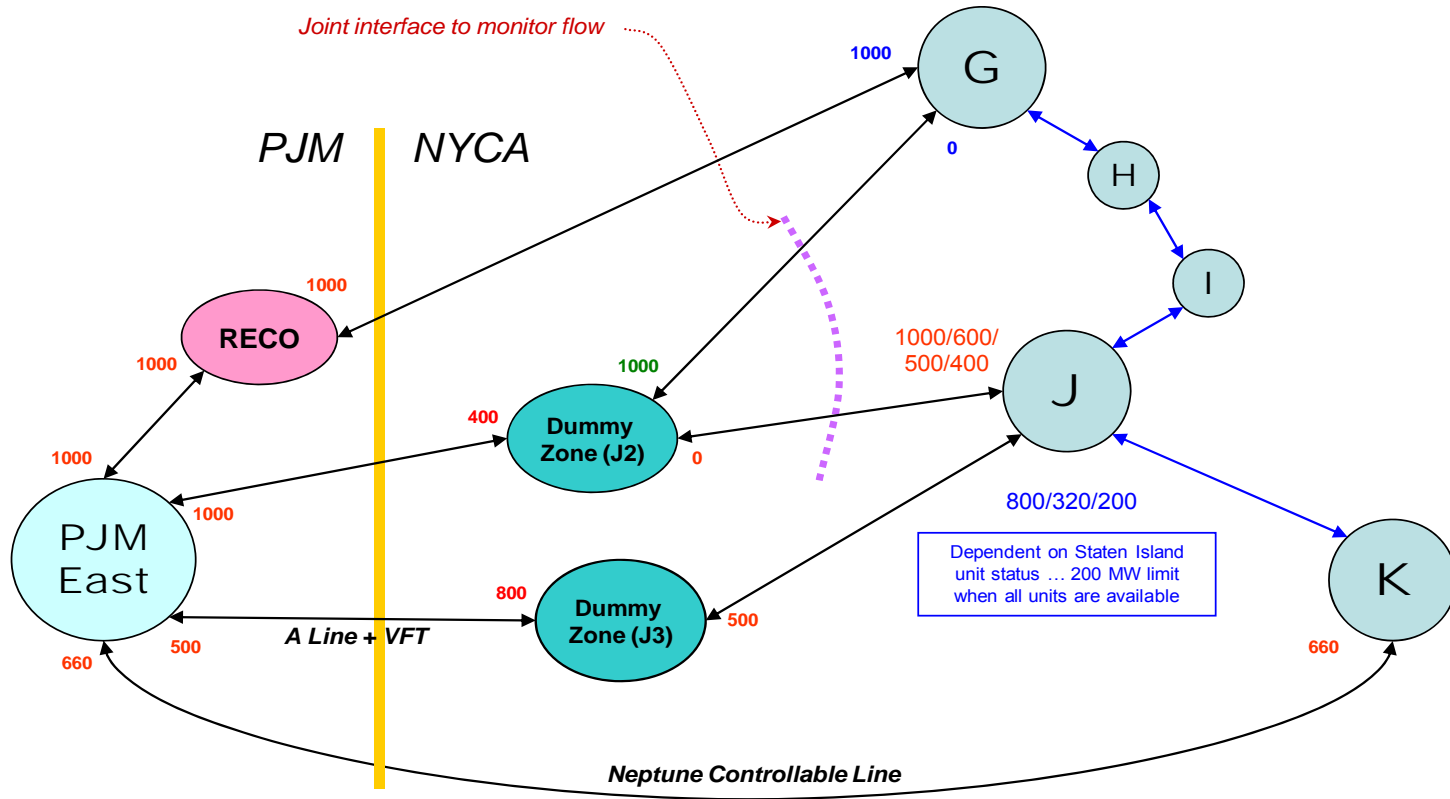 Joint interface to monitor flow
1000
G
PJM
NYCA
0
H
1000
I
RECO
1000
1000/600/
500/400
1000
J
400
Dummy
Zone (J2)
0
1000
1000
800/320/200
PJM
East
Dependent on Staten Island
unit status … 200 MW limit
when all units are available
K
800
Dummy
Zone (J3)
500
A Line + VFT
500
660
660
Neptune Controllable Line